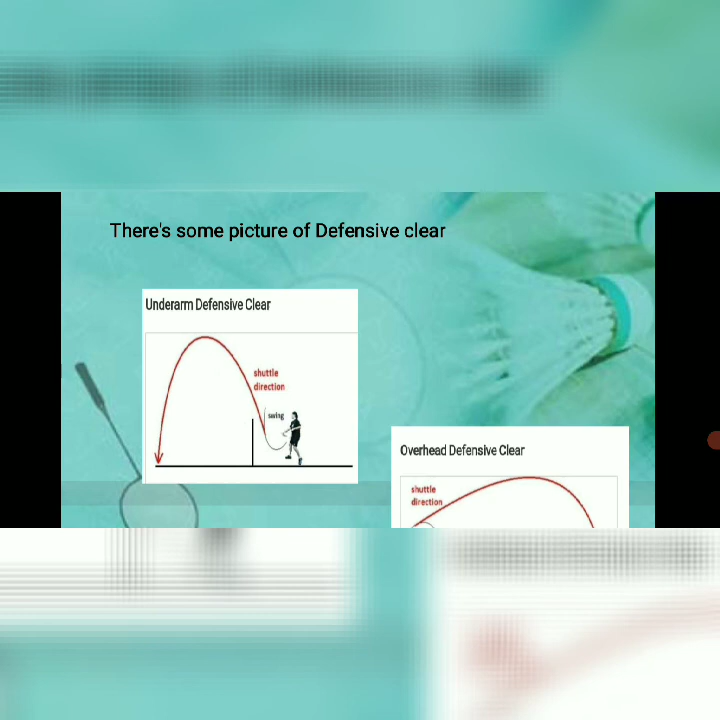 There's some picture of Defensive clear
Underarm Defensive Clear
shuttle
direction
swing
Overhead Defensive Clear
shuttle
direction